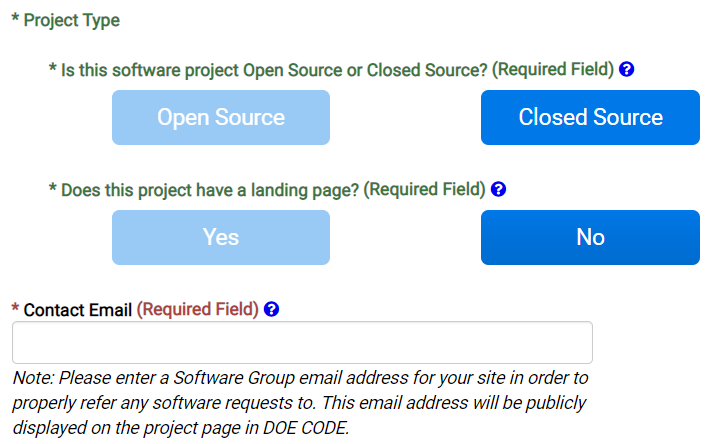 * Project Type
* Is this software project Open Source or Closed Source? (Required Field) ?
Open Source Closed Source
* Does this project have a landing page? (Required Field) ?
Yes No
* Contact Email (Required Field) ?
Note: Please enter a Software Group email address for your site in order to
properly refer any software requests to. This email address will be publicly
displayed on the project page in DOE CODE.